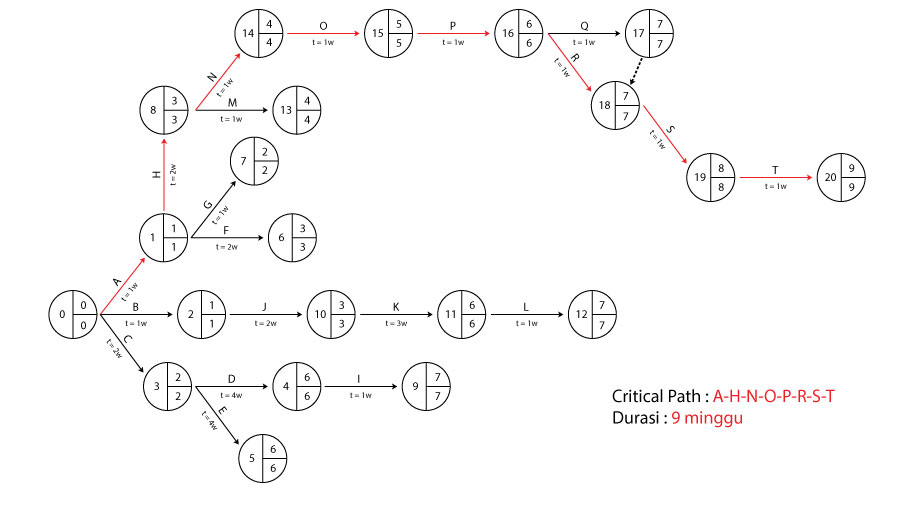 14 4 4
O
t = 1w
15 5 5
P
t = 1w
16 6 6
Q
t = 1w
17 7 7
R
t = 1w
18 7 7
N
t = 1w
8 3 3
M
t = 1w
13 4 4
S
t = 1w
19 8 8
T
t = 1w
20 9 9
H
t = 2w
7 2 2
G
t = 1w
1 1 1
F
t = 2w
6 3 3
A
t = 1w
0 0 0
B
t = 1w
2 1 1
J
t = 2w
10 3 3
K
t = 3w
11 6 6
L
t = 1w
12 7 7
C
t = 2w
3 2 2
D
t = 4w
4 6 6
I
t = 1w
9 7 7
E
t = 4w
5 6 6
Critical Path : A-H-N-O-P-R-S-T
Durasi : 9 minggu